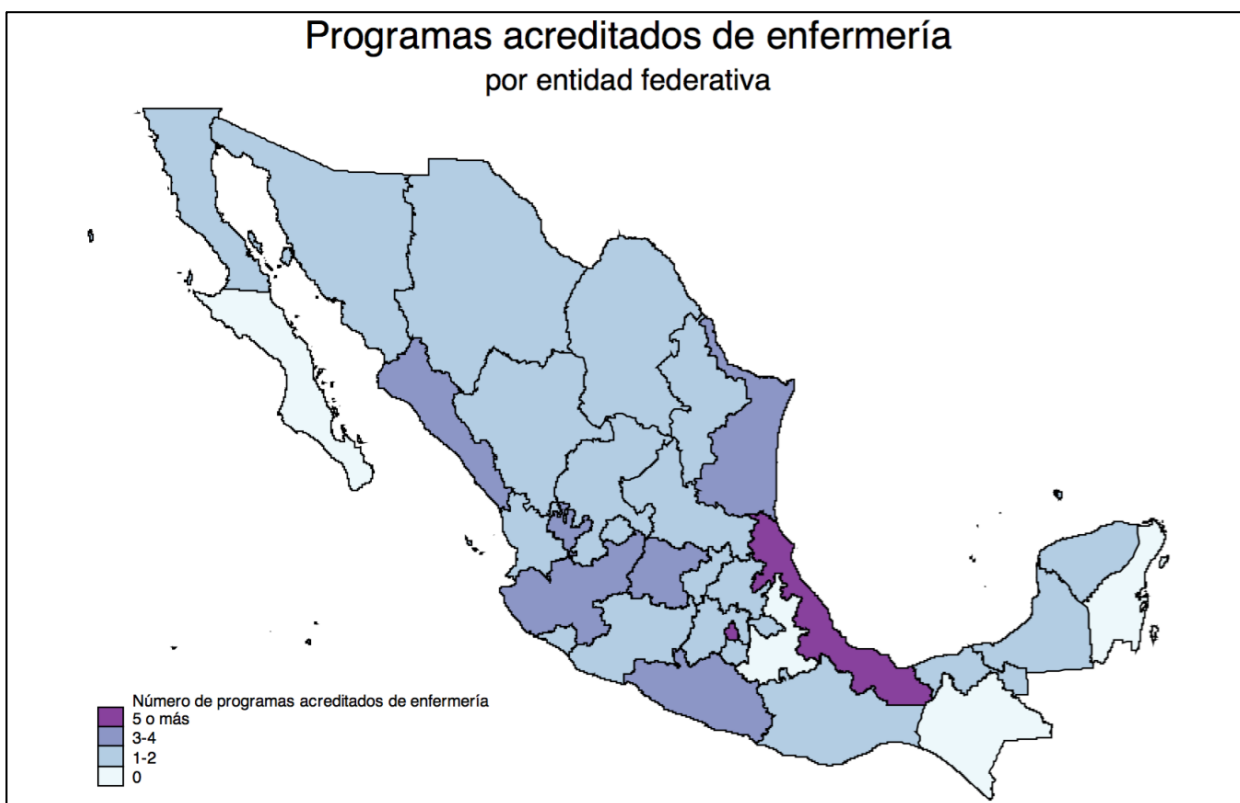 Programas acreditados de enfermería
por entidad federativa
Número de programas acreditados de enfermería
5 o más
3-4
1-2
0